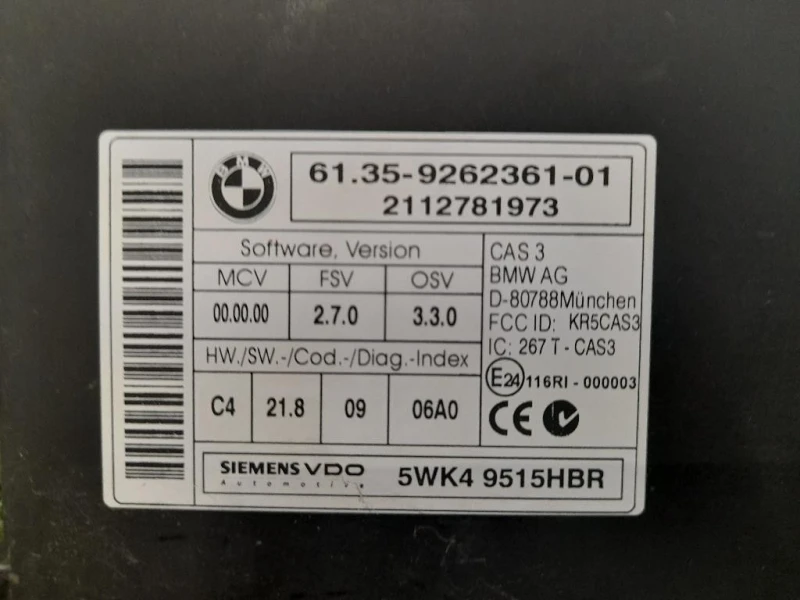 BMW
61.35-9262361-01
2112781973
Software, Version
MCV FSV OSV
00.00.00 2.7.0 3.3.0
HW./SW.-/Cod.-/Diag.-Index
C4 21.8 09 06A0
CAS 3
BMW AG
D-80788München
FCC ID: KR5CAS3
IC: 267 T - CAS3
E24 116RI - 000003
CE N
SIEMENS VDO
Automotive
5WK4 9515HBR